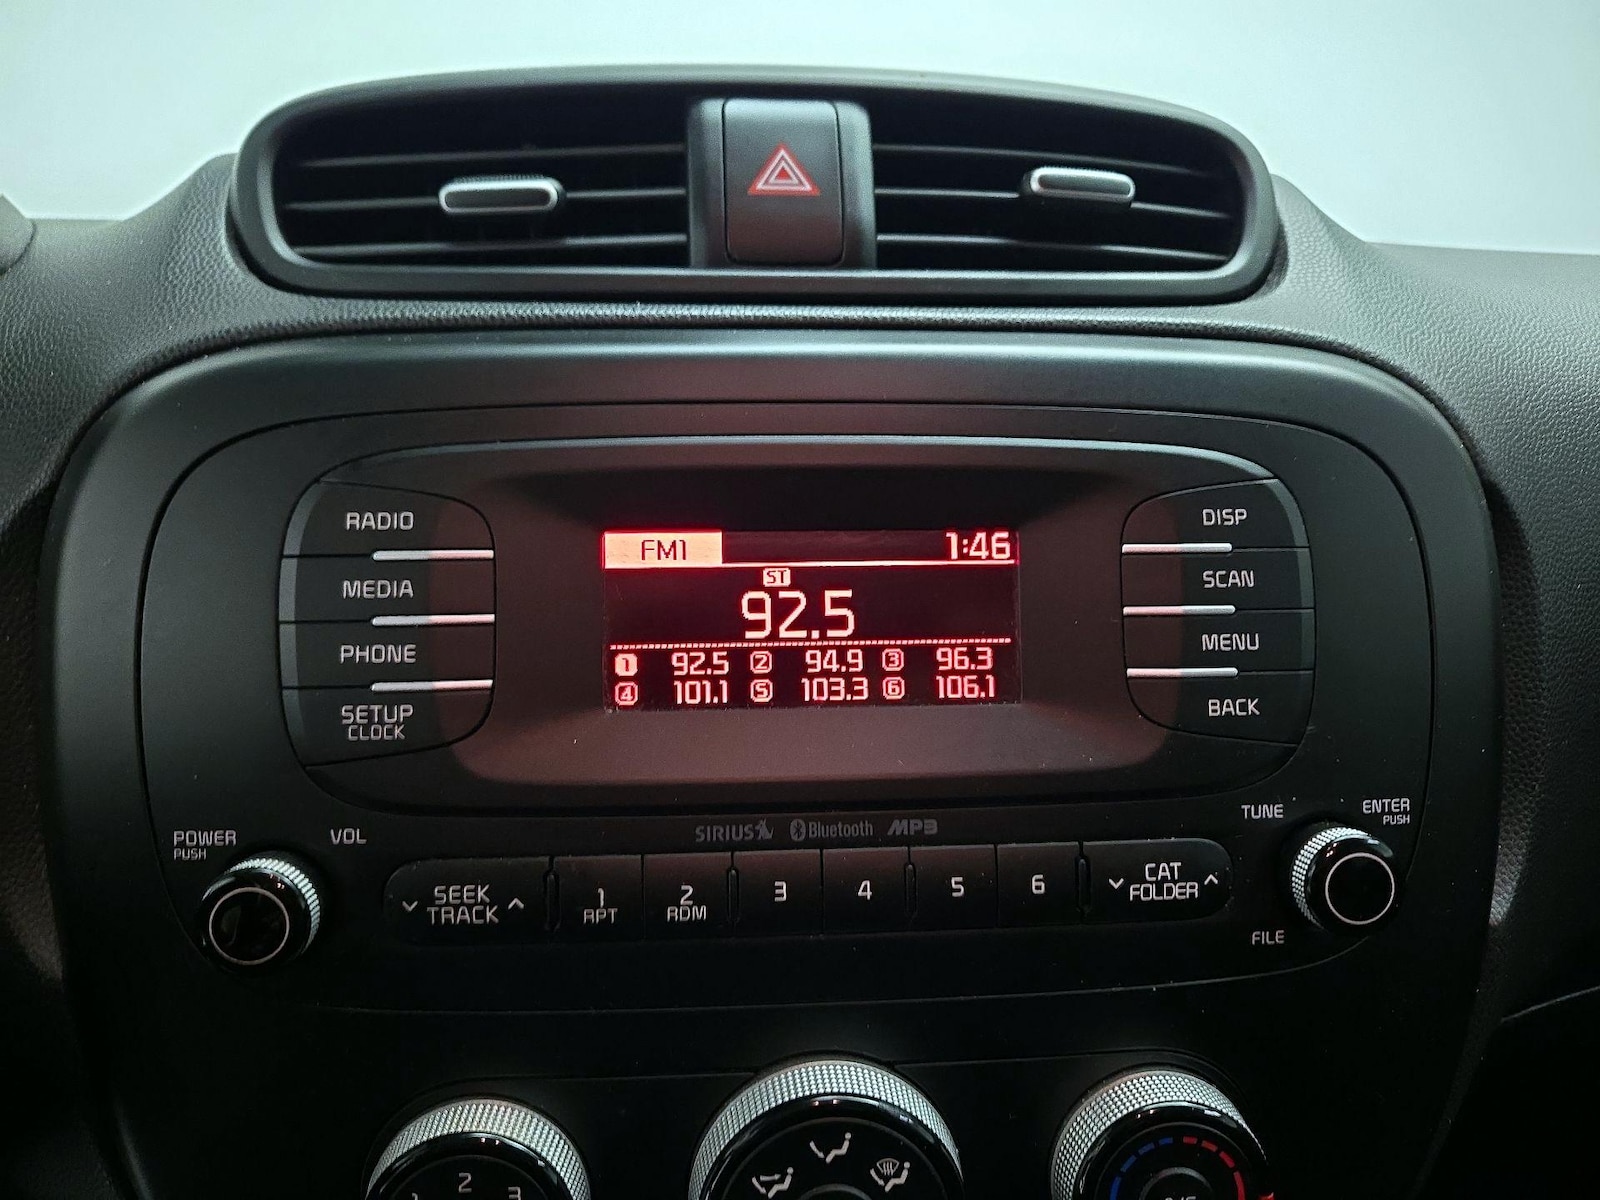 RADIO
MEDIA
PHONE
SETUP
CLOCK
FM1 1:46
ST
92.5
1 92.5 2 94.9 3 96.3
4 101.1 5 103.3 6 106.1
DISP
SCAN
MENU
BACK
SIRIUS Bluetooth MP3
POWER
PUSH
VOL
SEEK
TRACK
1
RPT
2
RDM
3
4
5
6
CAT
FOLDER
TUNE
ENTER
PUSH
FILE
2
3